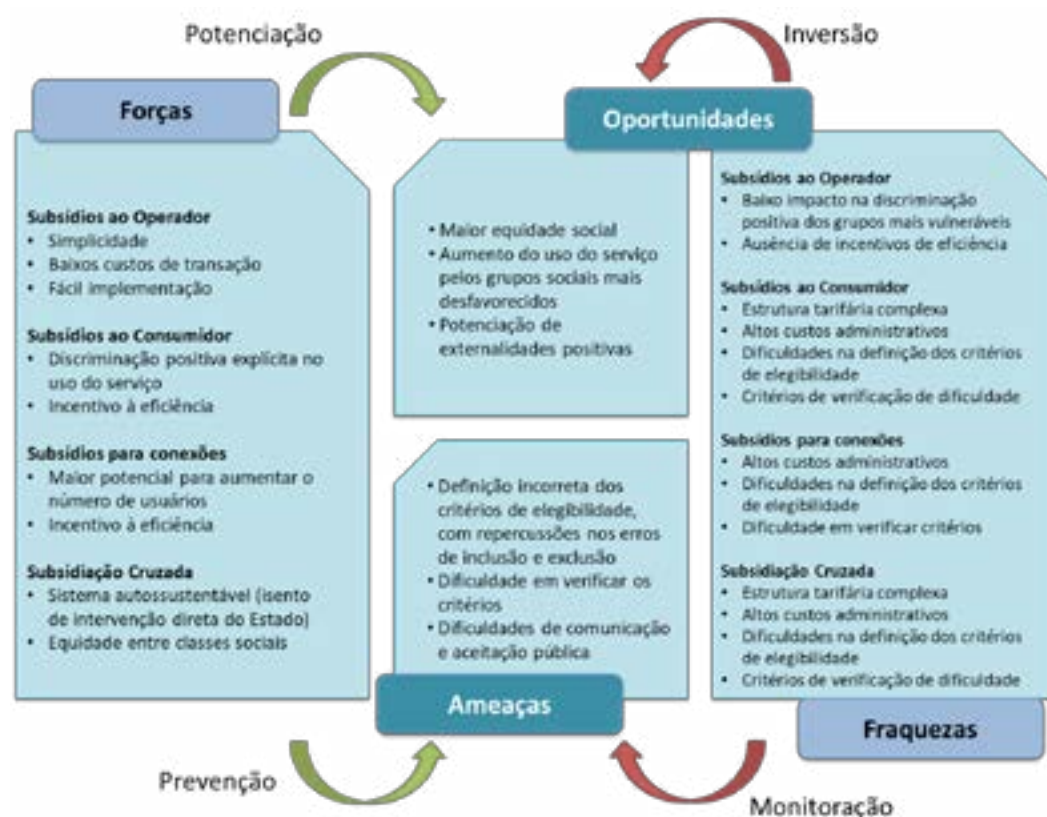 Potenciação
Inversão
Forças
Subsídios ao Operador
• Simplicidade
• Baixos custos de transação
• Fácil implementação
Subsídios ao Consumidor
• Discriminação positiva explícita no
uso do serviço
• Incentivo à eficiência
Subsídios para conexões
• Maior potencial para aumentar o
número de usuários
• Incentivo à eficiência
Subsidiação Cruzada
• Sistema autossustentável (isento
de intervenção direta do Estado)
• Equidade entre classes sociais
Oportunidades
• Maior equidade social
• Aumento do uso do serviço
pelos grupos sociais mais
desfavorecidos
• Potenciação de
externalidades positivas
• Definição incorreta dos
critérios de elegibilidade,
com repercussões nos erros
de inclusão e exclusão
• Dificuldade em verificar os
critérios
• Dificuldades de comunicação
e aceitação pública
Ameaças
Subsídios ao Operador
• Baixo impacto na discriminação
positiva dos grupos mais vulneráveis
• Ausência de incentivos de eficiência
Subsídios ao Consumidor
• Estrutura tarifária complexa
• Altos custos administrativos
• Dificuldades na definição dos critérios
de elegibilidade
• Critérios de verificação de dificuldade
Subsídios para conexões
• Altos custos administrativos
• Dificuldades na definição dos critérios
de elegibilidade
• Dificuldade em verificar critérios
Subsidiação Cruzada
• Estrutura tarifária complexa
• Altos custos administrativos
• Dificuldades na definição dos critérios
de elegibilidade
• Critérios de verificação de dificuldade
Fraquezas
Prevenção
Monitoração